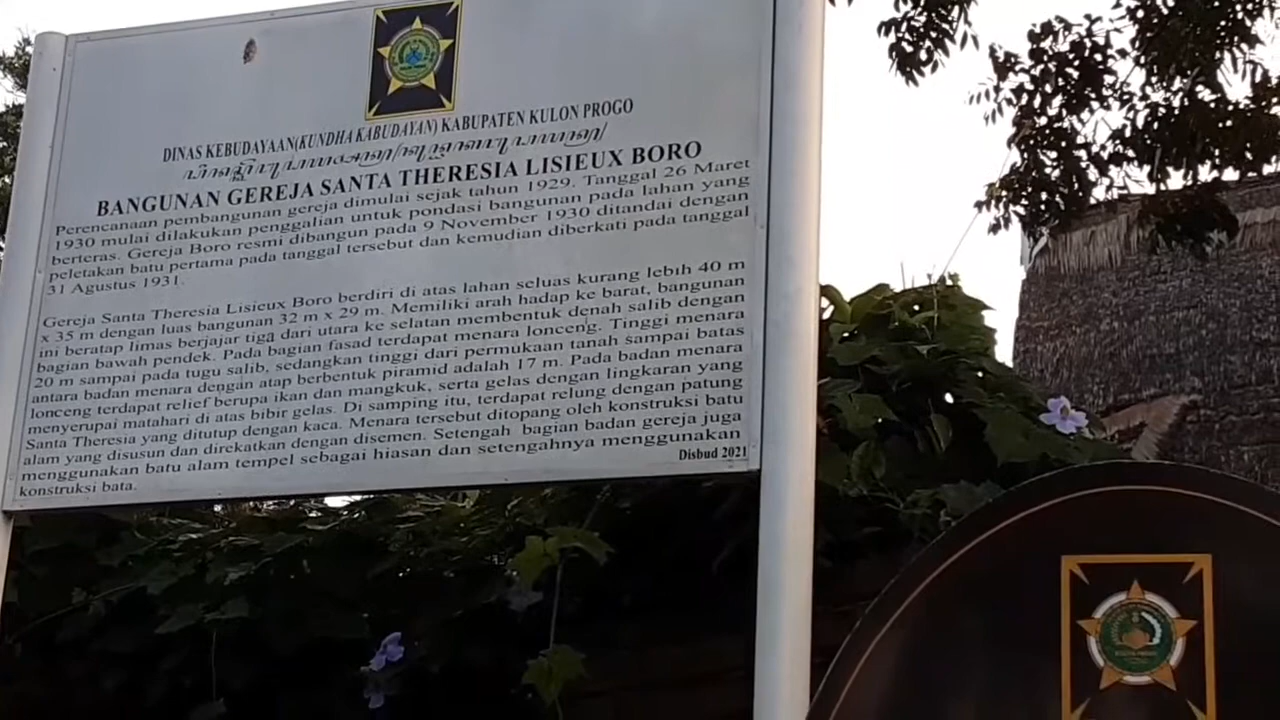 DINAS KEBUDAYAAN(KUNDHA KABUDAYAN) KABUPATEN KULON PROGO
BANGUNAN GEREJA SANTA THERESIA LISIEUX BORO
Perencanaan pembangunan gereja dimulai sejak tahun 1929. Tanggal 26 Maret
1930 mulai dilakukan penggalian untuk pondasi bangunan pada lahan yang
berteras. Gereja Boro resmi dibangun pada 9 November 1930 ditandai dengan
peletakan batu pertama pada tanggal tersebut dan kemudian diberkati pada tanggal
31 Agustus 1931.
Gereja Santa Theresia Lisieux Boro berdiri di atas lahan seluas kurang lebih 40 m
x 35 m dengan luas bangunan 32 m x 29 m. Memiliki arah hadap ke barat, bangunan
ini beratap limas berjajar tiga dari utara ke selatan membentuk denah salib dengan
bagian bawah pendek. Pada bagian fasad terdapat menara lonceng. Tinggi menara
20 m sampai pada tugu salib, sedangkan tinggi dari permukaan tanah sampai batas
antara badan menara dengan atap berbentuk piramid adalah 17 m. Pada badan menara
lonceng terdapat relief berupa ikan dan mangkuk, serta gelas dengan lingkaran yang
menyerupai matahari di atas bibir gelas. Di samping itu, terdapat relung dengan patung
Santa Theresia yang ditutup dengan kaca. Menara tersebut ditopang oleh konstruksi batu
alam yang disusun dan direkatkan dengan disemen. Setengah bagian badan gereja juga
menggunakan batu alam tempel sebagai hiasan dan setengahnya menggunakan
konstruksi bata.
Disbud 2021